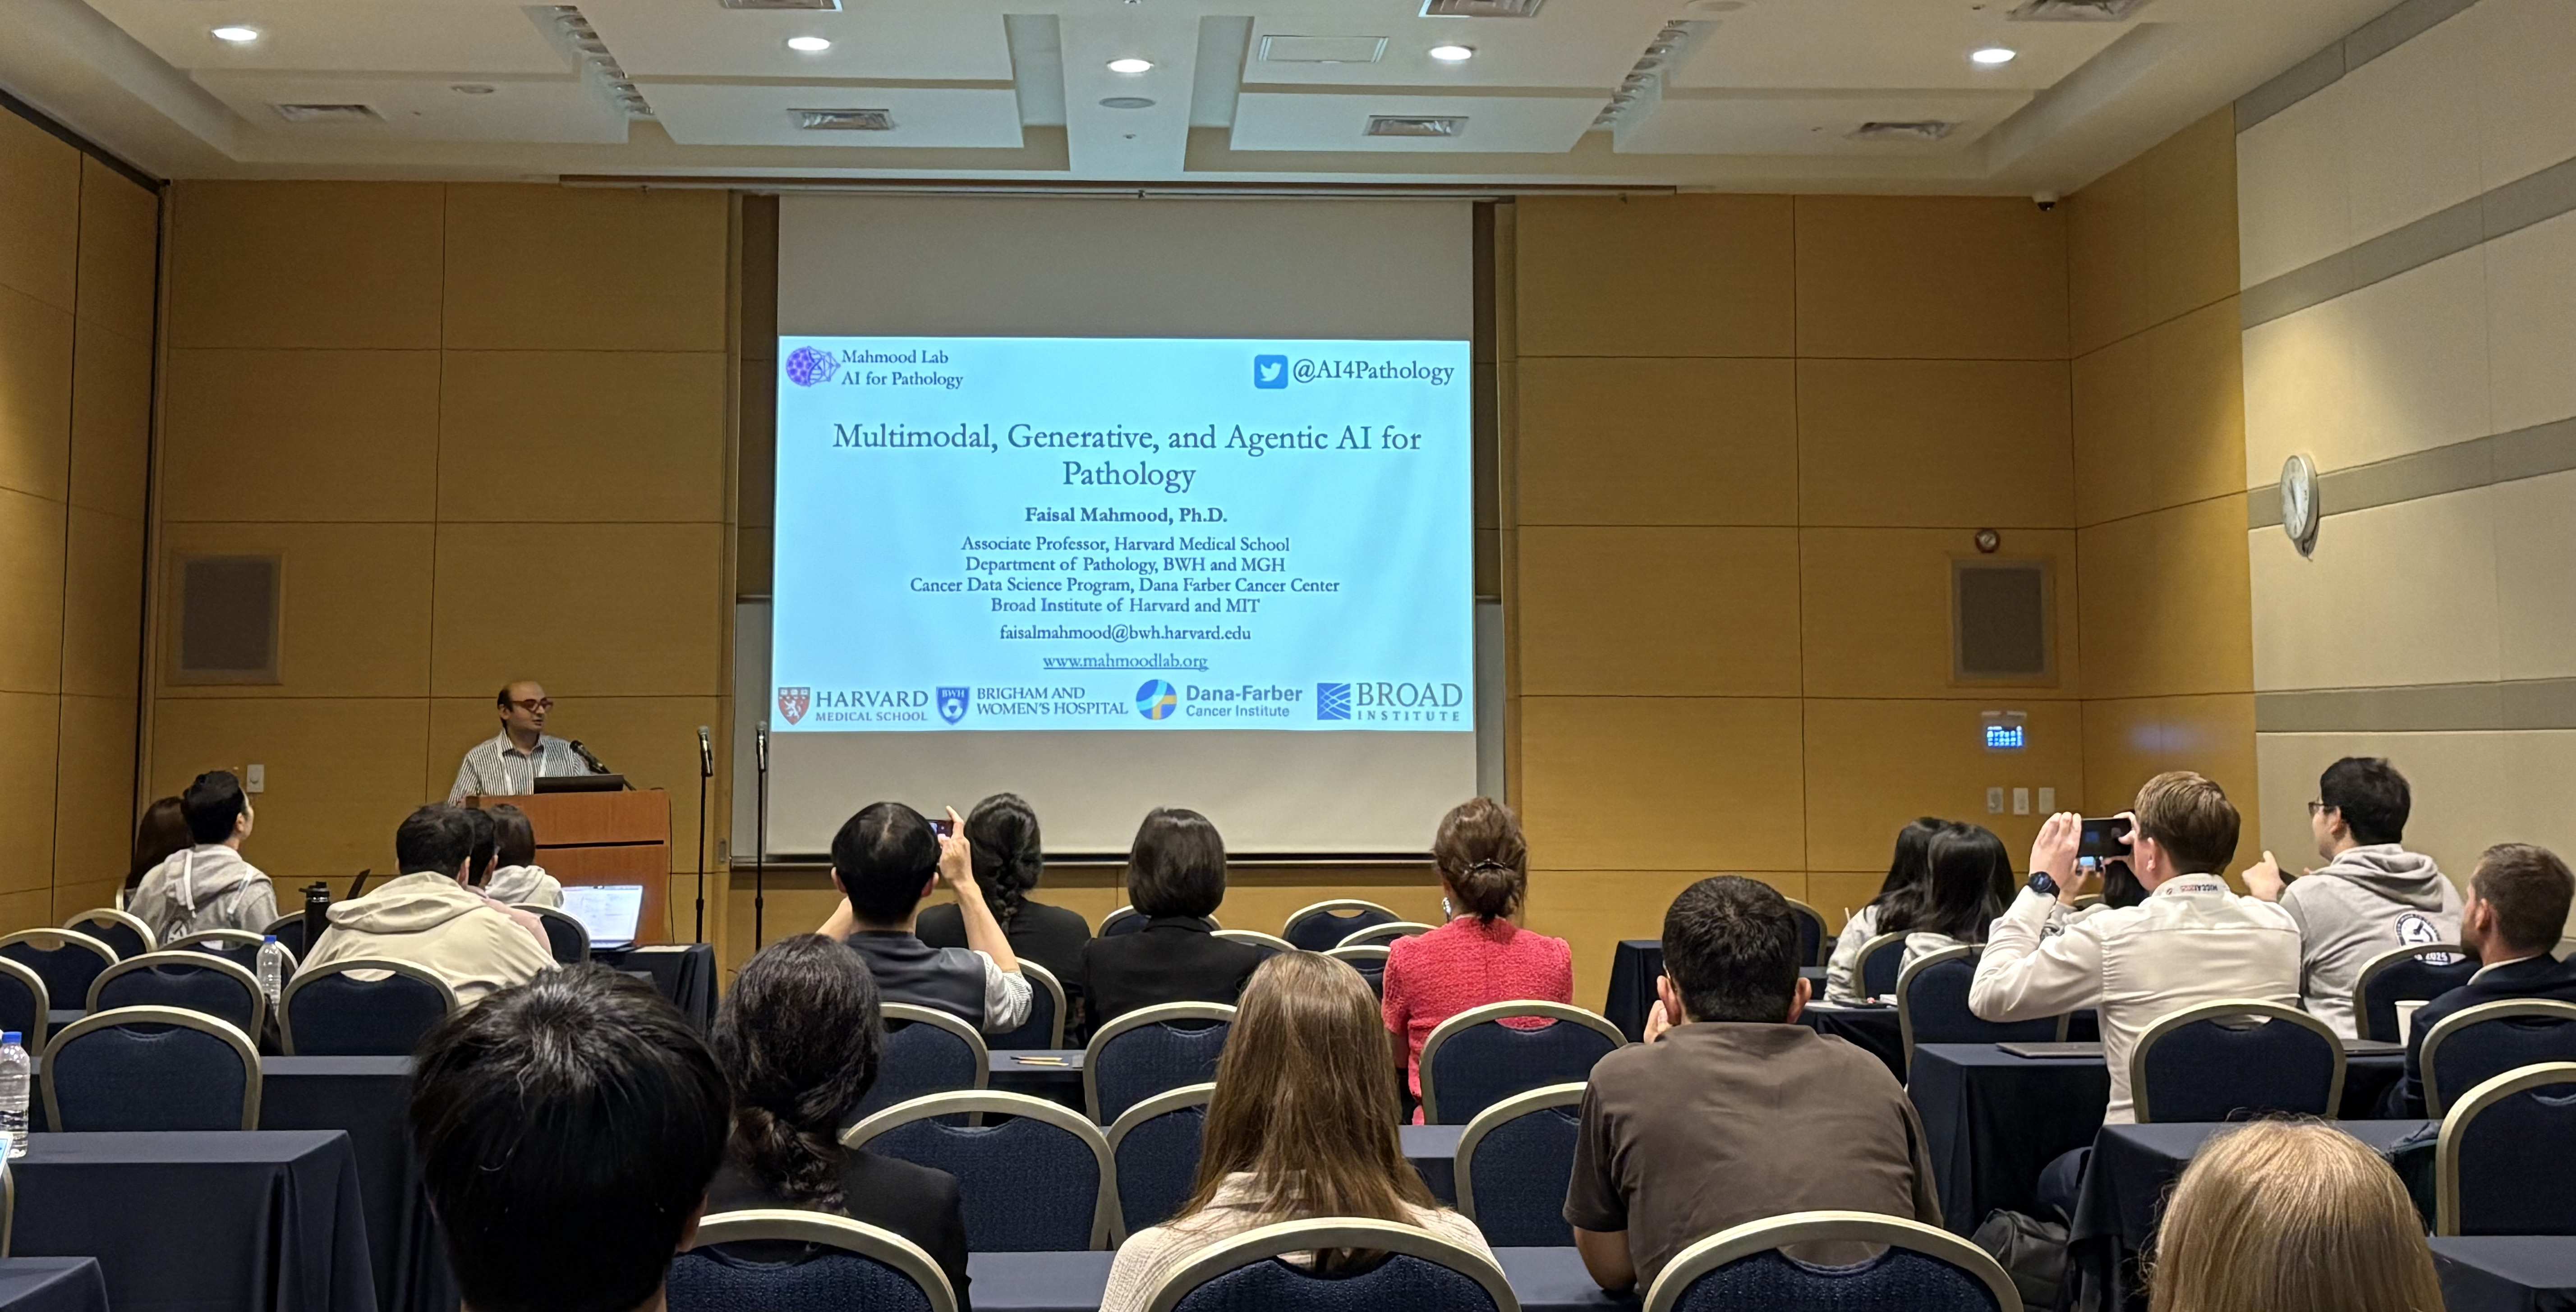 Mahmood Lab
AI for Pathology
@AI4Pathology
Multimodal, Generative, and Agentic AI for
Pathology
Faisal Mahmood, Ph.D.
Associate Professor, Harvard Medical School
Department of Pathology, BWH and MGH
Cancer Data Science Program, Dana Farber Cancer Center
Broad Institute of Harvard and MIT
faisalmahmood@bwh.harvard.edu
www.mahmoodlab.org
HARVARD
MEDICAL SCHOOL
BWH
BRIGHAM AND
WOMEN'S HOSPITAL
Dana-Farber
Cancer Institute
BROAD
INSTITUTE
2025